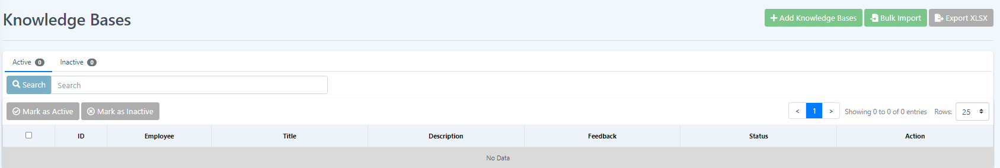 Knowledge Bases
Add Knowledge Bases
Bulk Import
Export XLSX
Active 0
Inactive 0
Search
Search
Mark as Active
Mark as Inactive
< 1 >
Showing 0 to 0 of 0 entries
Rows: 25
ID Employee Title Description Feedback Status Action
No Data